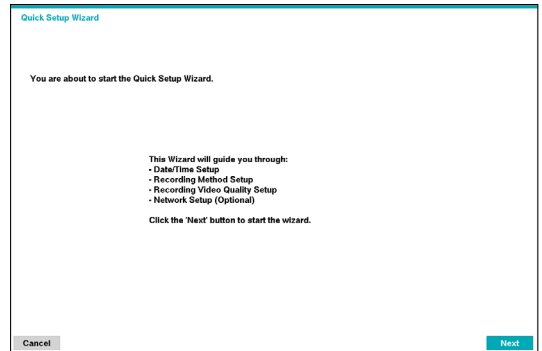 Quick Setup Wizard
You are about to start the Quick Setup Wizard.
This Wizard will guide you through:
- Date/Time Setup
- Recording Method Setup
- Recording Video Quality Setup
- Network Setup (Optional)
Click the 'Next' button to start the wizard.
Cancel
Next